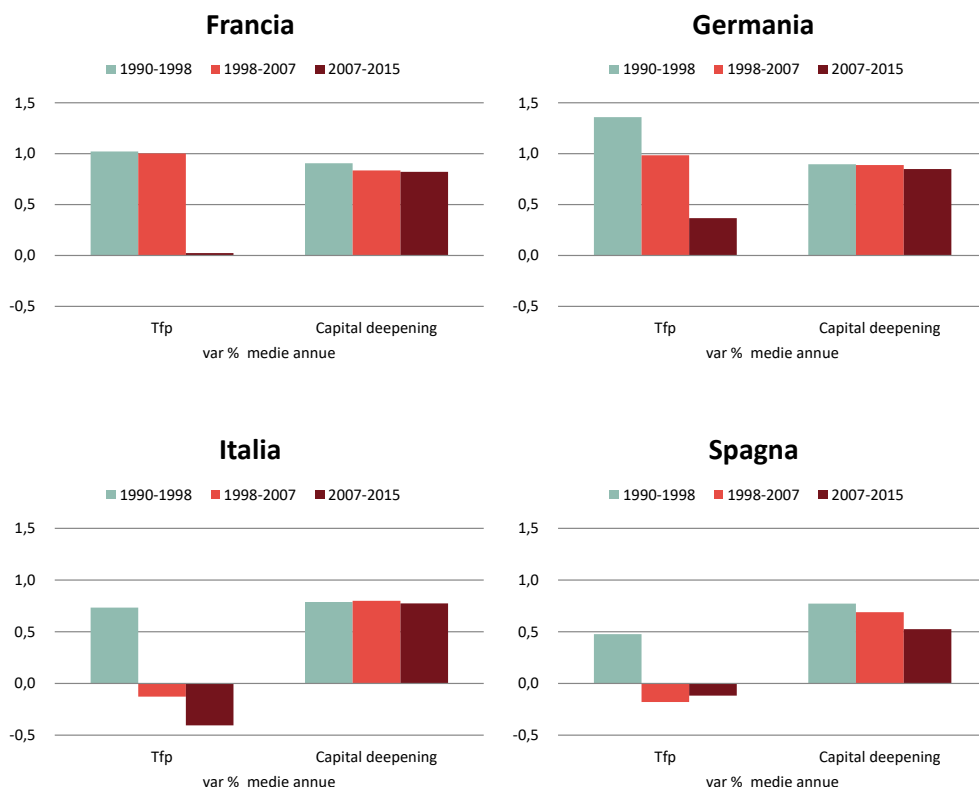 Francia
1990-1998 1998-2007 2007-2015
1,5
1,0
0,5
0,0
-0,5
Tfp Capital deepening
var % medie annue
Germania
1990-1998 1998-2007 2007-2015
1,5
1,0
0,5
0,0
-0,5
Tfp Capital deepening
var % medie annue
Italia
1990-1998 1998-2007 2007-2015
1,5
1,0
0,5
0,0
-0,5
Tfp Capital deepening
var % medie annue
Spagna
1990-1998 1998-2007 2007-2015
1,5
1,0
0,5
0,0
-0,5
Tfp Capital deepening
var % medie annue